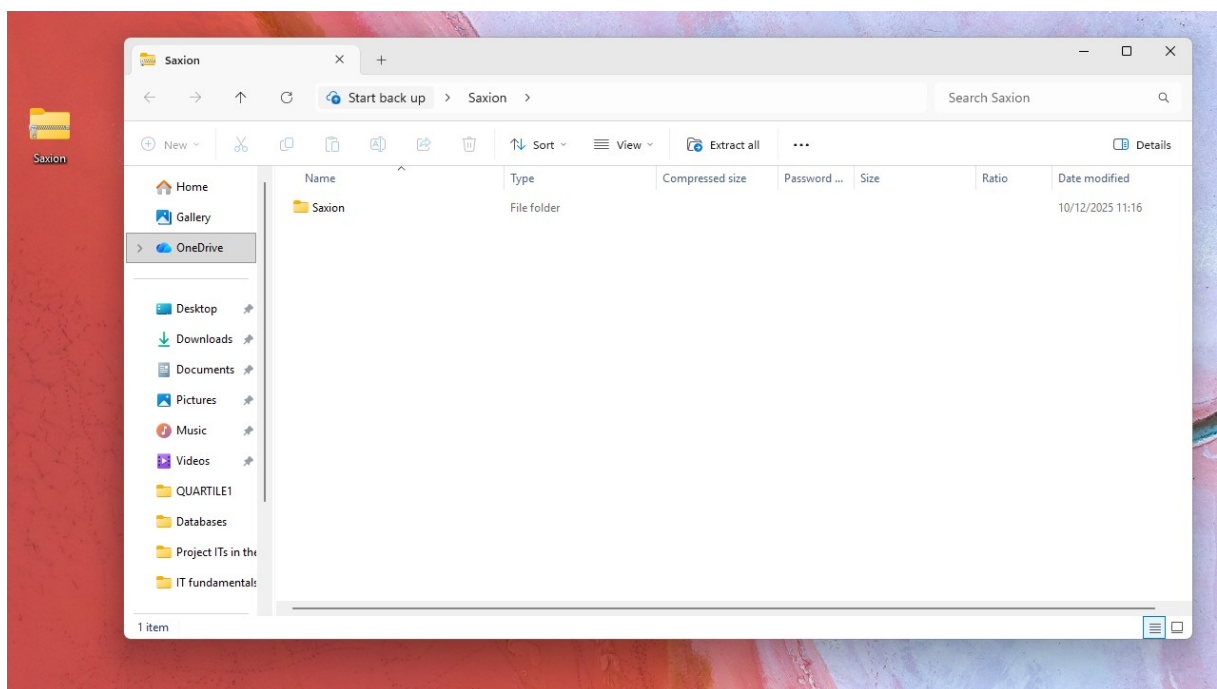 Saxion
Saxion
Start back up > Saxion >
Search Saxion
New
Sort
View
Extract all
...
Details
Home
Gallery
OneDrive
Desktop
Downloads
Documents
Pictures
Music
Videos
QUARTILE1
Databases
Project ITs in the
IT fundamentals
Name Type Compressed size Password ... Size Ratio Date modified
Saxion File folder 10/12/2025 11:16
1 item